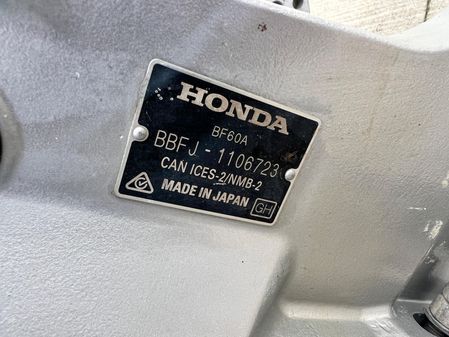 HONDA
BF60A
BBFJ - 1106723
CAN ICES-2/NMB-2
MADE IN JAPAN
GH